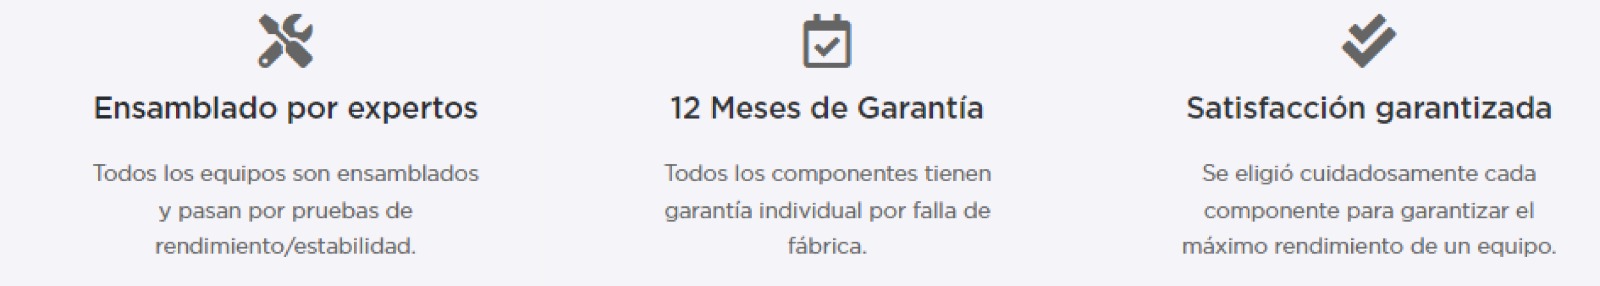 Ensamblado por expertos
Todos los equipos son ensamblados
y pasan por pruebas de
rendimiento/estabilidad.
12 Meses de Garantía
Todos los componentes tienen
garantía individual por falla de
fábrica.
Satisfacción garantizada
Se eligió cuidadosamente cada
componente para garantizar el
máximo rendimiento de un equipo.